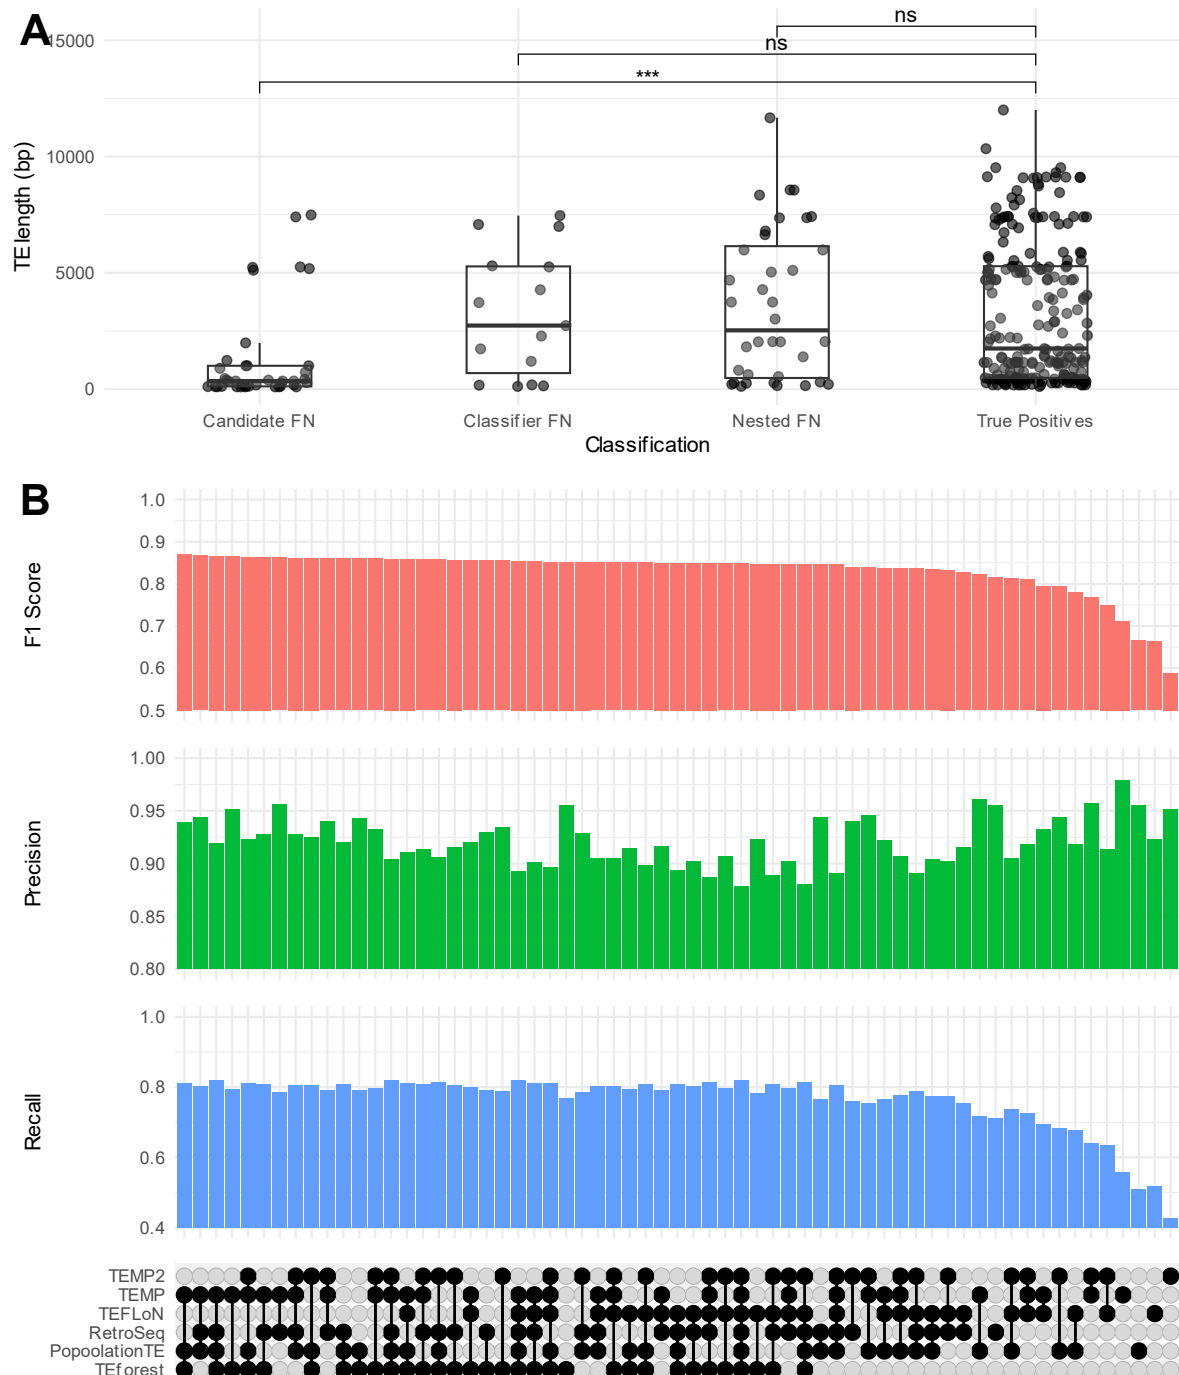 A
ns
ns
***
15000
10000
5000
0
TE length (bp)
Candidate FN Classifier FN Nested FN True Positives
Classification
B
1.0
0.9
0.8
0.7
0.6
0.5
F1 Score
1.00
0.95
0.90
0.85
0.80
Precision
1.0
0.8
0.6
0.4
Recall
TEMP2
TEMP
TEFLoN
RetroSeq
PopoolationTE
TEforest